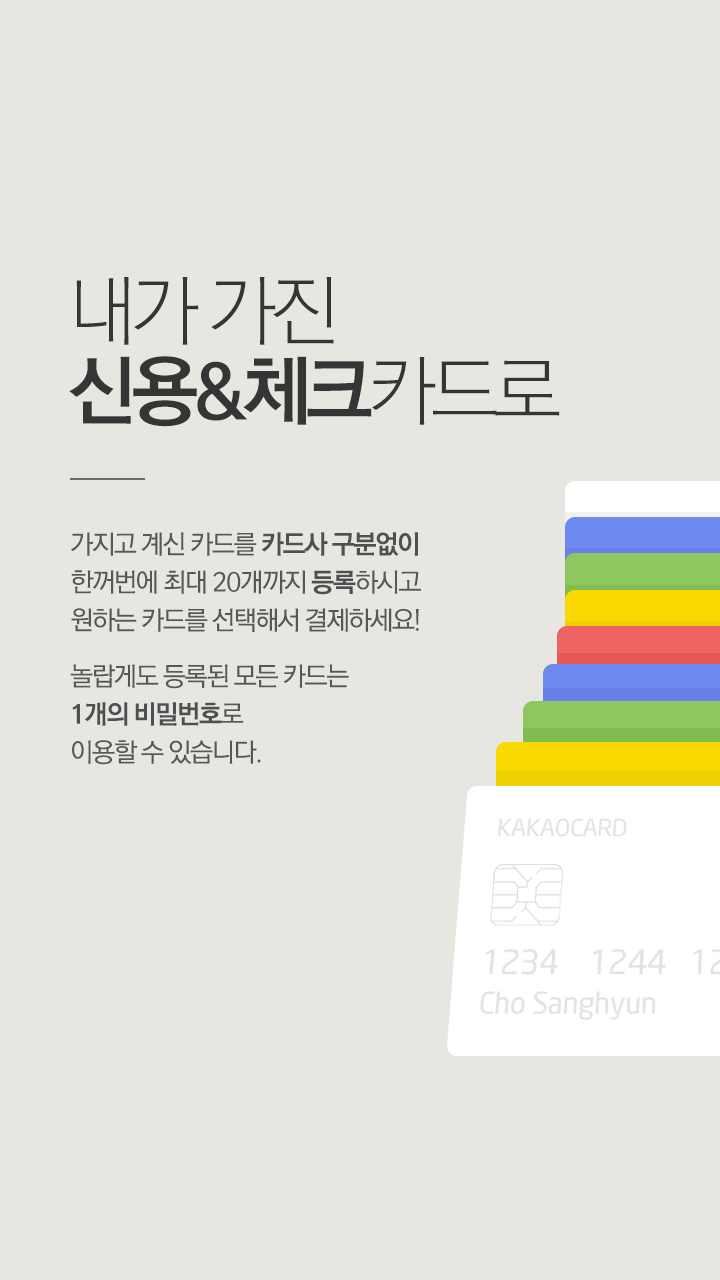 내가 가진
신용&체크카드로
가지고 계신 카드를 카드사 구분없이
한꺼번에 최대 20개까지 등록하시고
원하는 카드를 선택해서 결제하세요!
놀랍게도 등록된 모든 카드는
1개의 비밀번호로
이용할 수 있습니다.
KAKAOCARD
1234 1244 12
Cho Sanghyun